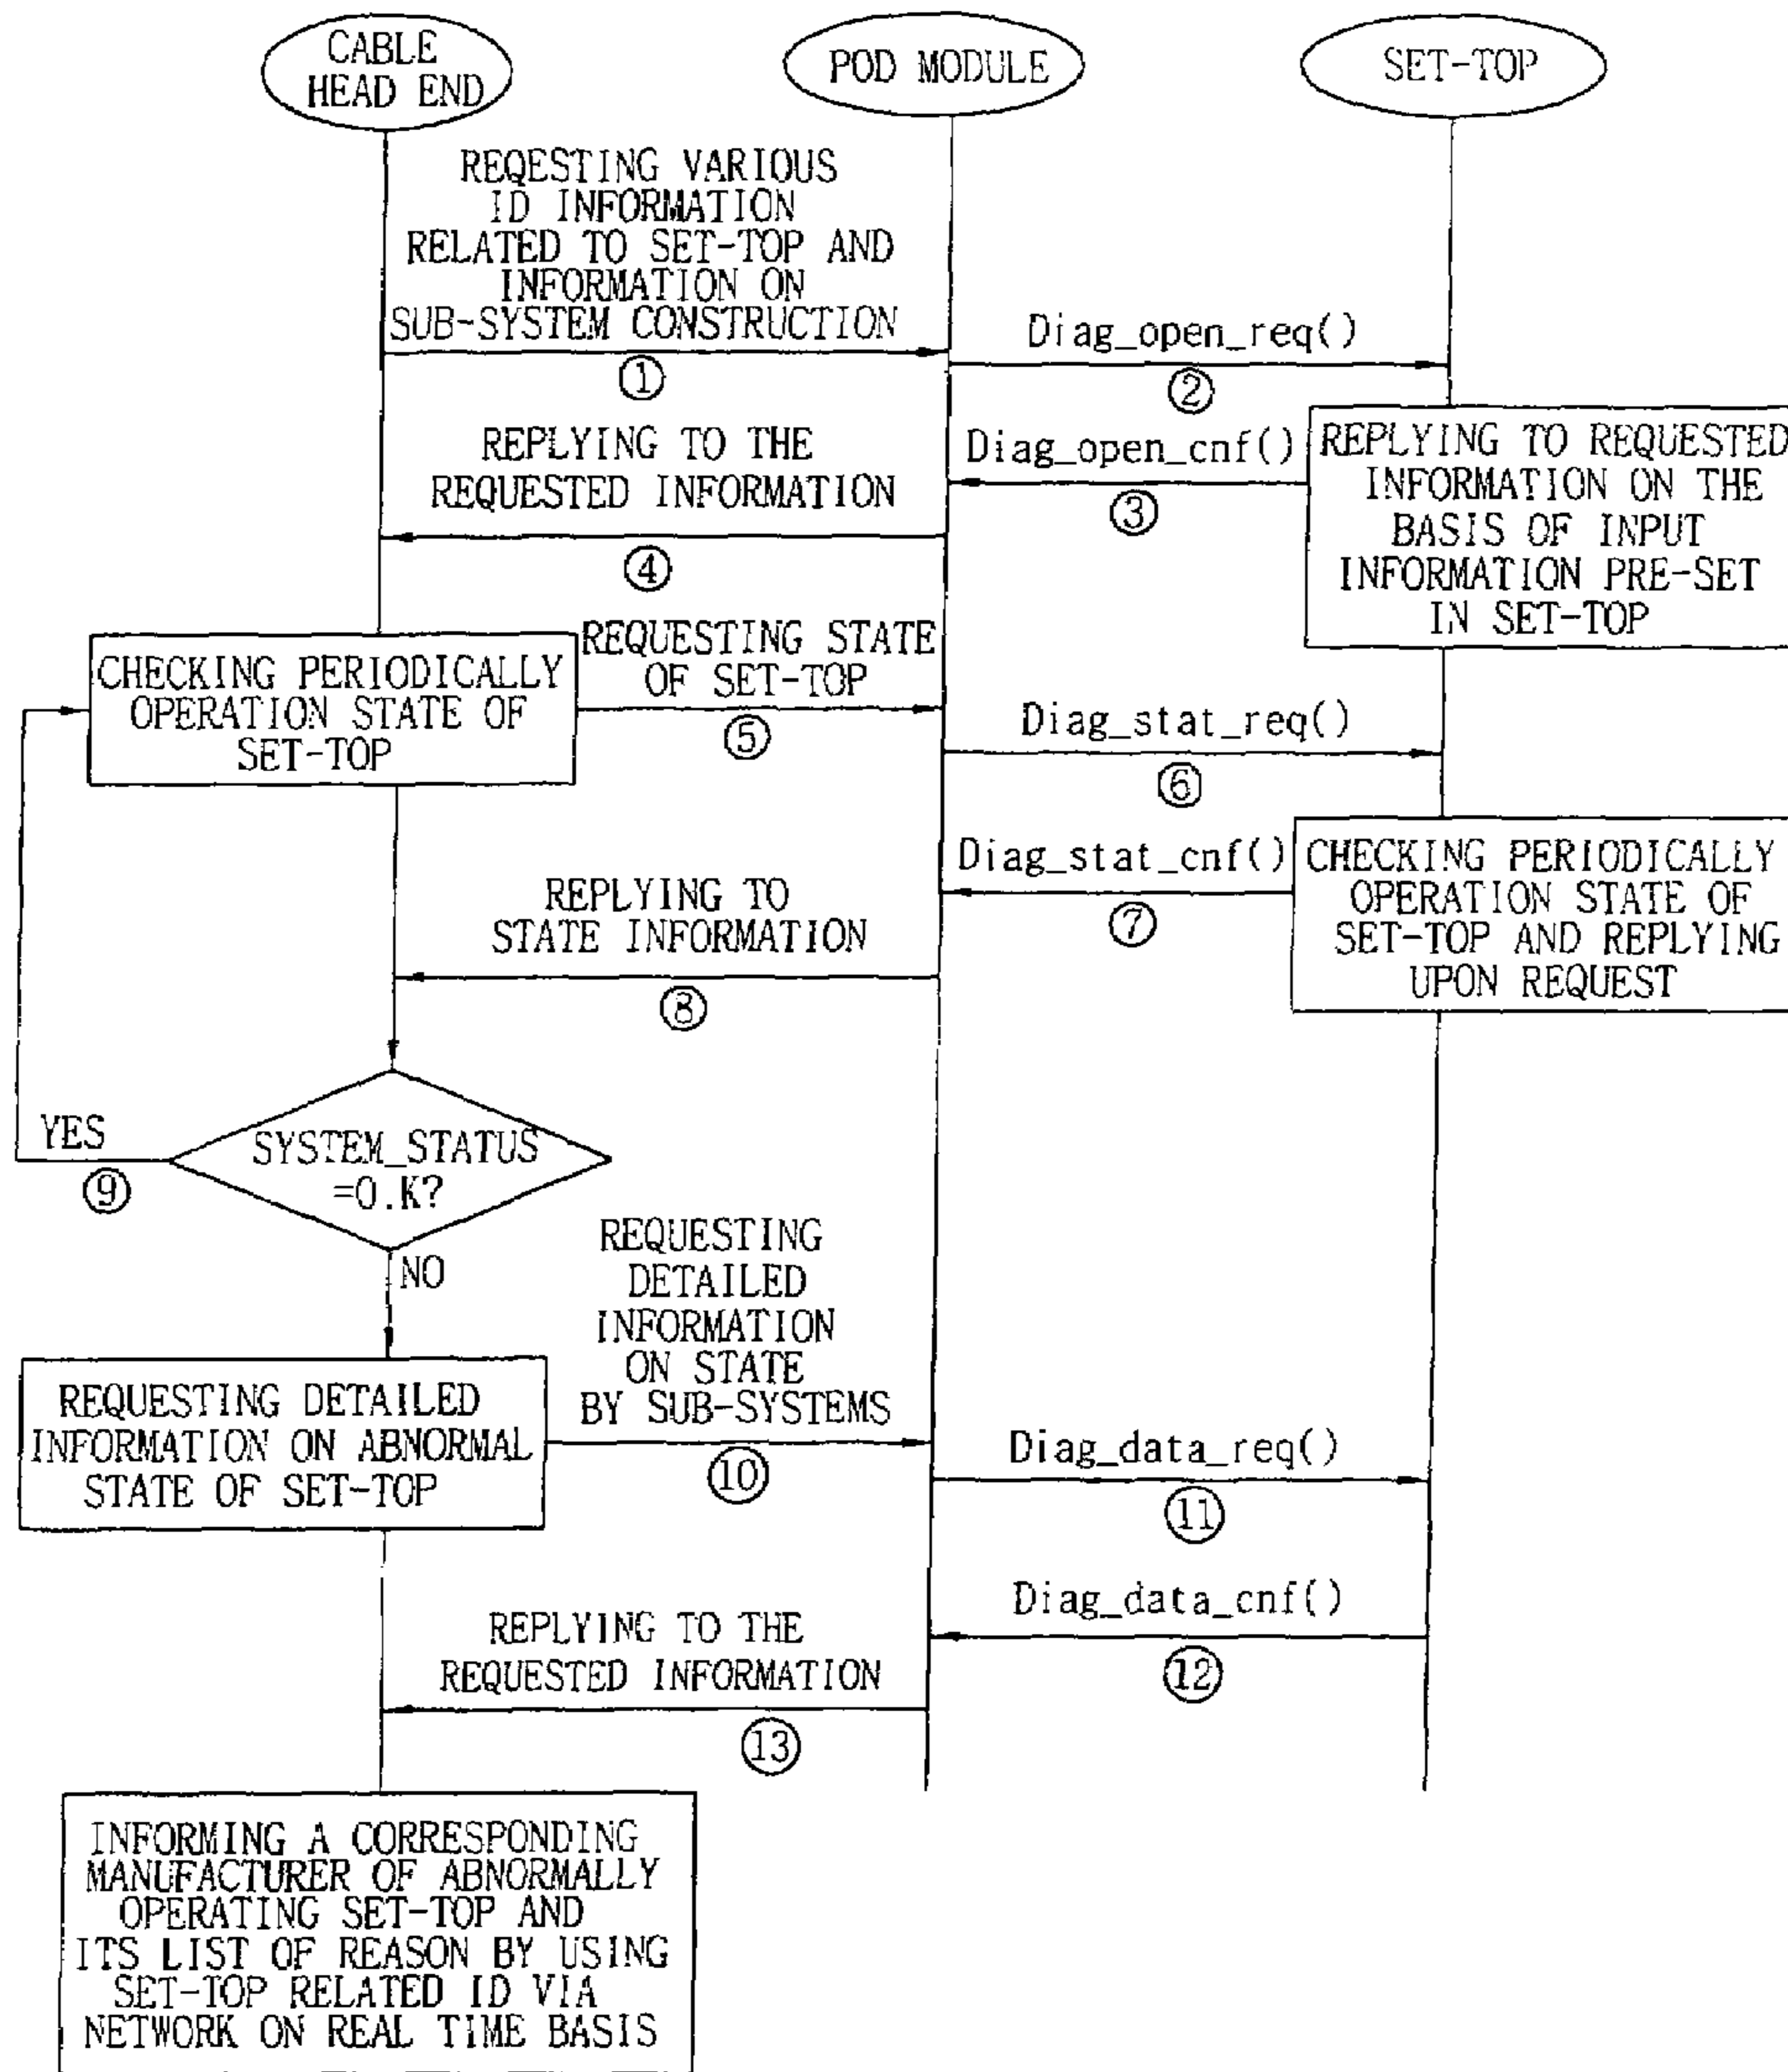 CABLE
HEAD END
POD MODULE
SET-TOP
REQESTING VARIOUS
ID INFORMATION
RELATED TO SET-TOP AND
INFORMATION ON
SUB-SYSTEM CONSTRUCTION
①
Diag_open_req()
②
REPLYING TO THE
REQUESTED INFORMATION
④
Diag_open_cnf()
③
REPLYING TO REQUESTED
INFORMATION ON THE
BASIS OF INPUT
INFORMATION PRE-SET
IN SET-TOP
CHECKING PERIODICALLY
OPERATION STATE OF
SET-TOP
REQUESTING STATE
OF SET-TOP
⑤
Diag_stat_req()
⑥
Diag_stat_cnf()
⑦
CHECKING PERIODICALLY
OPERATION STATE OF
SET-TOP AND REPLYING
UPON REQUEST
REPLYING TO
STATE INFORMATION
⑧
YES
⑨
SYSTEM_STATUS
=O.K?
NO
REQUESTING DETAILED
INFORMATION ON ABNORMAL
STATE OF SET-TOP
REQUESTING
DETAILED
INFORMATION
ON STATE
BY SUB-SYSTEMS
⑩
Diag_data_req()
⑪
Diag_data_cnf()
⑫
REPLYING TO THE
REQUESTED INFORMATION
⑬
INFORMING A CORRESPONDING
MANUFACTURER OF ABNORMALLY
OPERATING SET-TOP AND
ITS LIST OF REASON BY USING
SET-TOP RELATED ID VIA
NETWORK ON REAL TIME BASIS